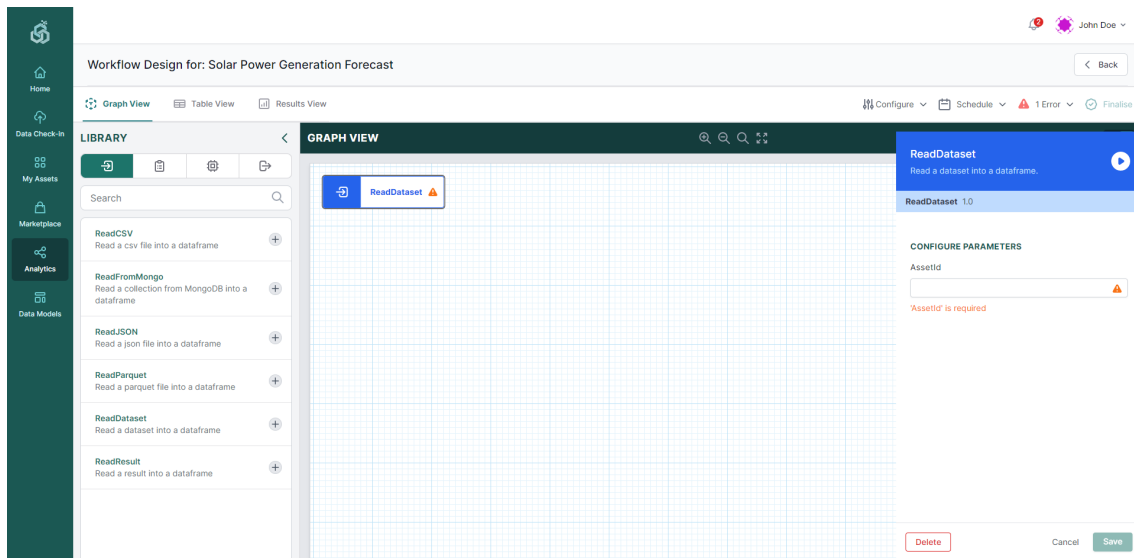 2
John Doe
Home
Data Check-In
My Assets
Marketplace
Analytics
Data Models
Workflow Design for: Solar Power Generation Forecast
Back
Graph View
Table View
Results View
Configure
Schedule
1 Error
Finalise
LIBRARY
Search
ReadCSV
Read a csv file into a dataframe
ReadFromMongo
Read a collection from MongoDB into a
dataframe
ReadJSON
Read a json file into a dataframe
ReadParquet
Read a parquet file into a dataframe
ReadDataset
Read a dataset into a dataframe
ReadResult
Read a result into a dataframe
GRAPH VIEW
ReadDataset
ReadDataset
Read a dataset into a dataframe.
ReadDataset 1.0
CONFIGURE PARAMETERS
AssetId
'AssetId' is required
Delete
Cancel
Save